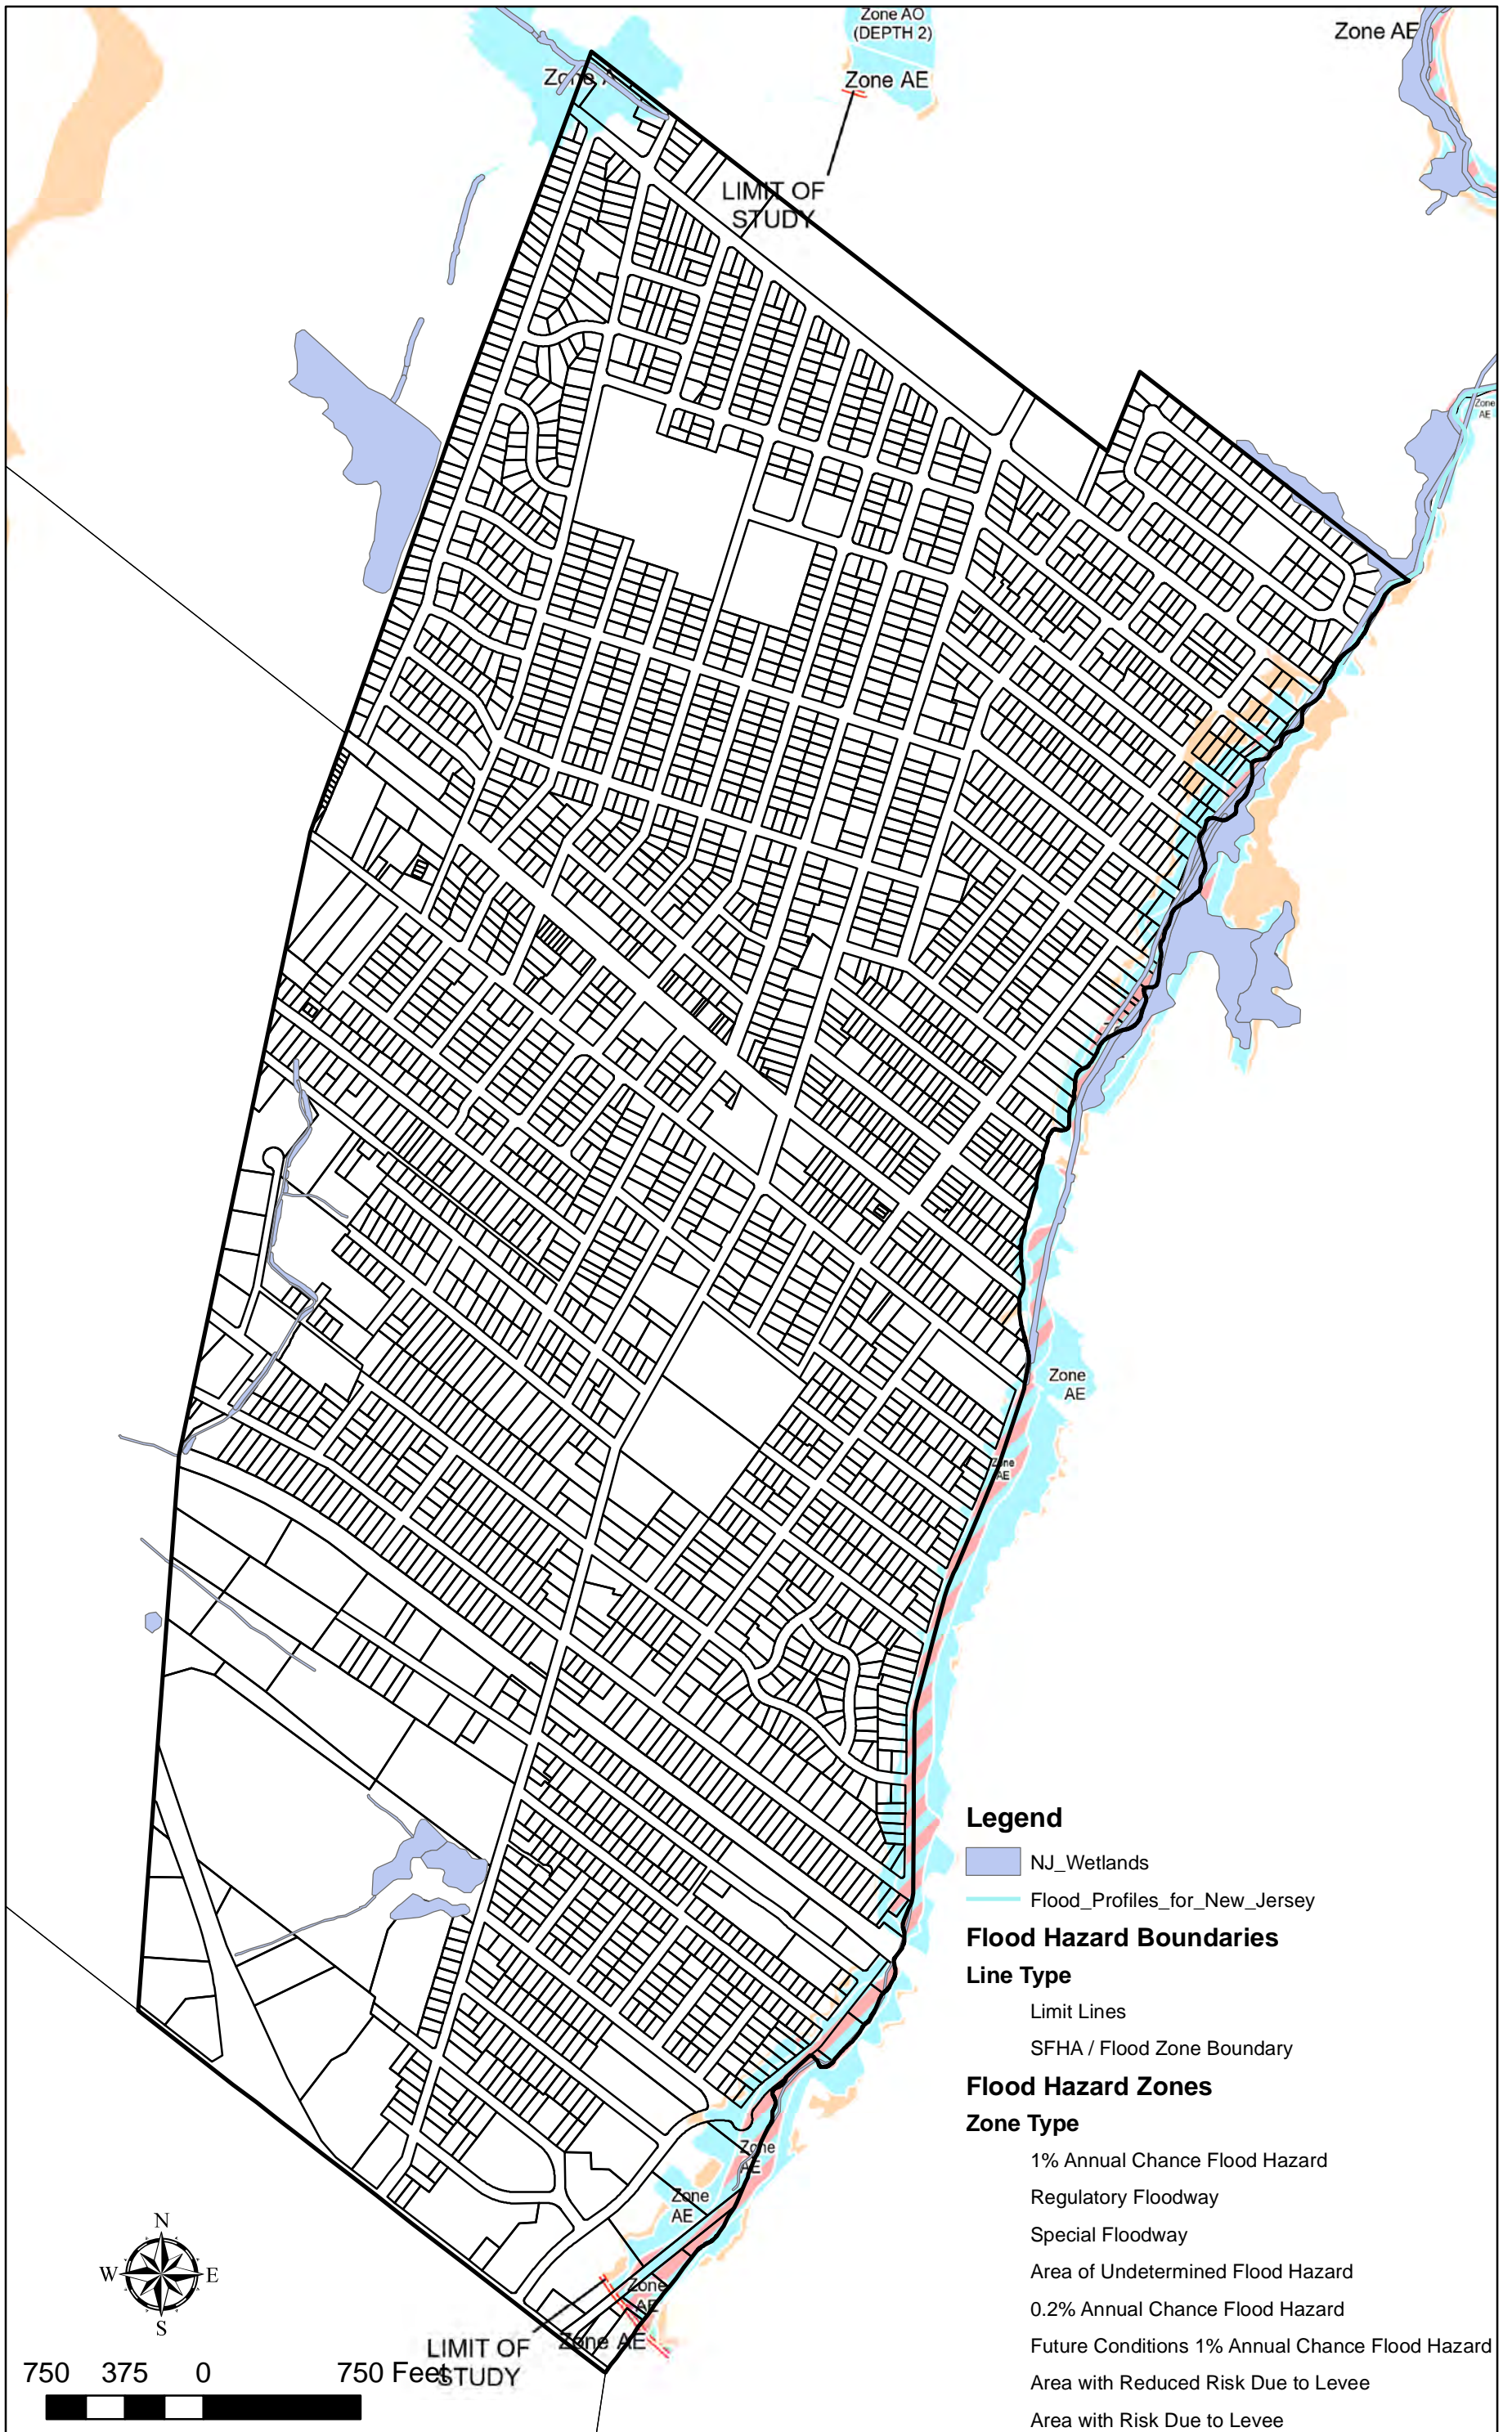 Zone AO
(DEPTH 2)
Zone AE
Zone AE
Zone A
LIMIT OF
STUDY
Zone
AE
Zone
AE
Zone
AE
Legend
NJ_Wetlands
Flood_Profiles_for_New_Jersey
Flood Hazard Boundaries
Line Type
Limit Lines
SFHA / Flood Zone Boundary
Flood Hazard Zones
Zone Type
1% Annual Chance Flood Hazard
Regulatory Floodway
Special Floodway
Area of Undetermined Flood Hazard
0.2% Annual Chance Flood Hazard
Future Conditions 1% Annual Chance Flood Hazard
Area with Reduced Risk Due to Levee
Area with Risk Due to Levee
Zone
AE
Zone
AE
Zone
AE
Zone AE
LIMIT OF
STUDY
N
W E
S
750 375 0 750 Feet